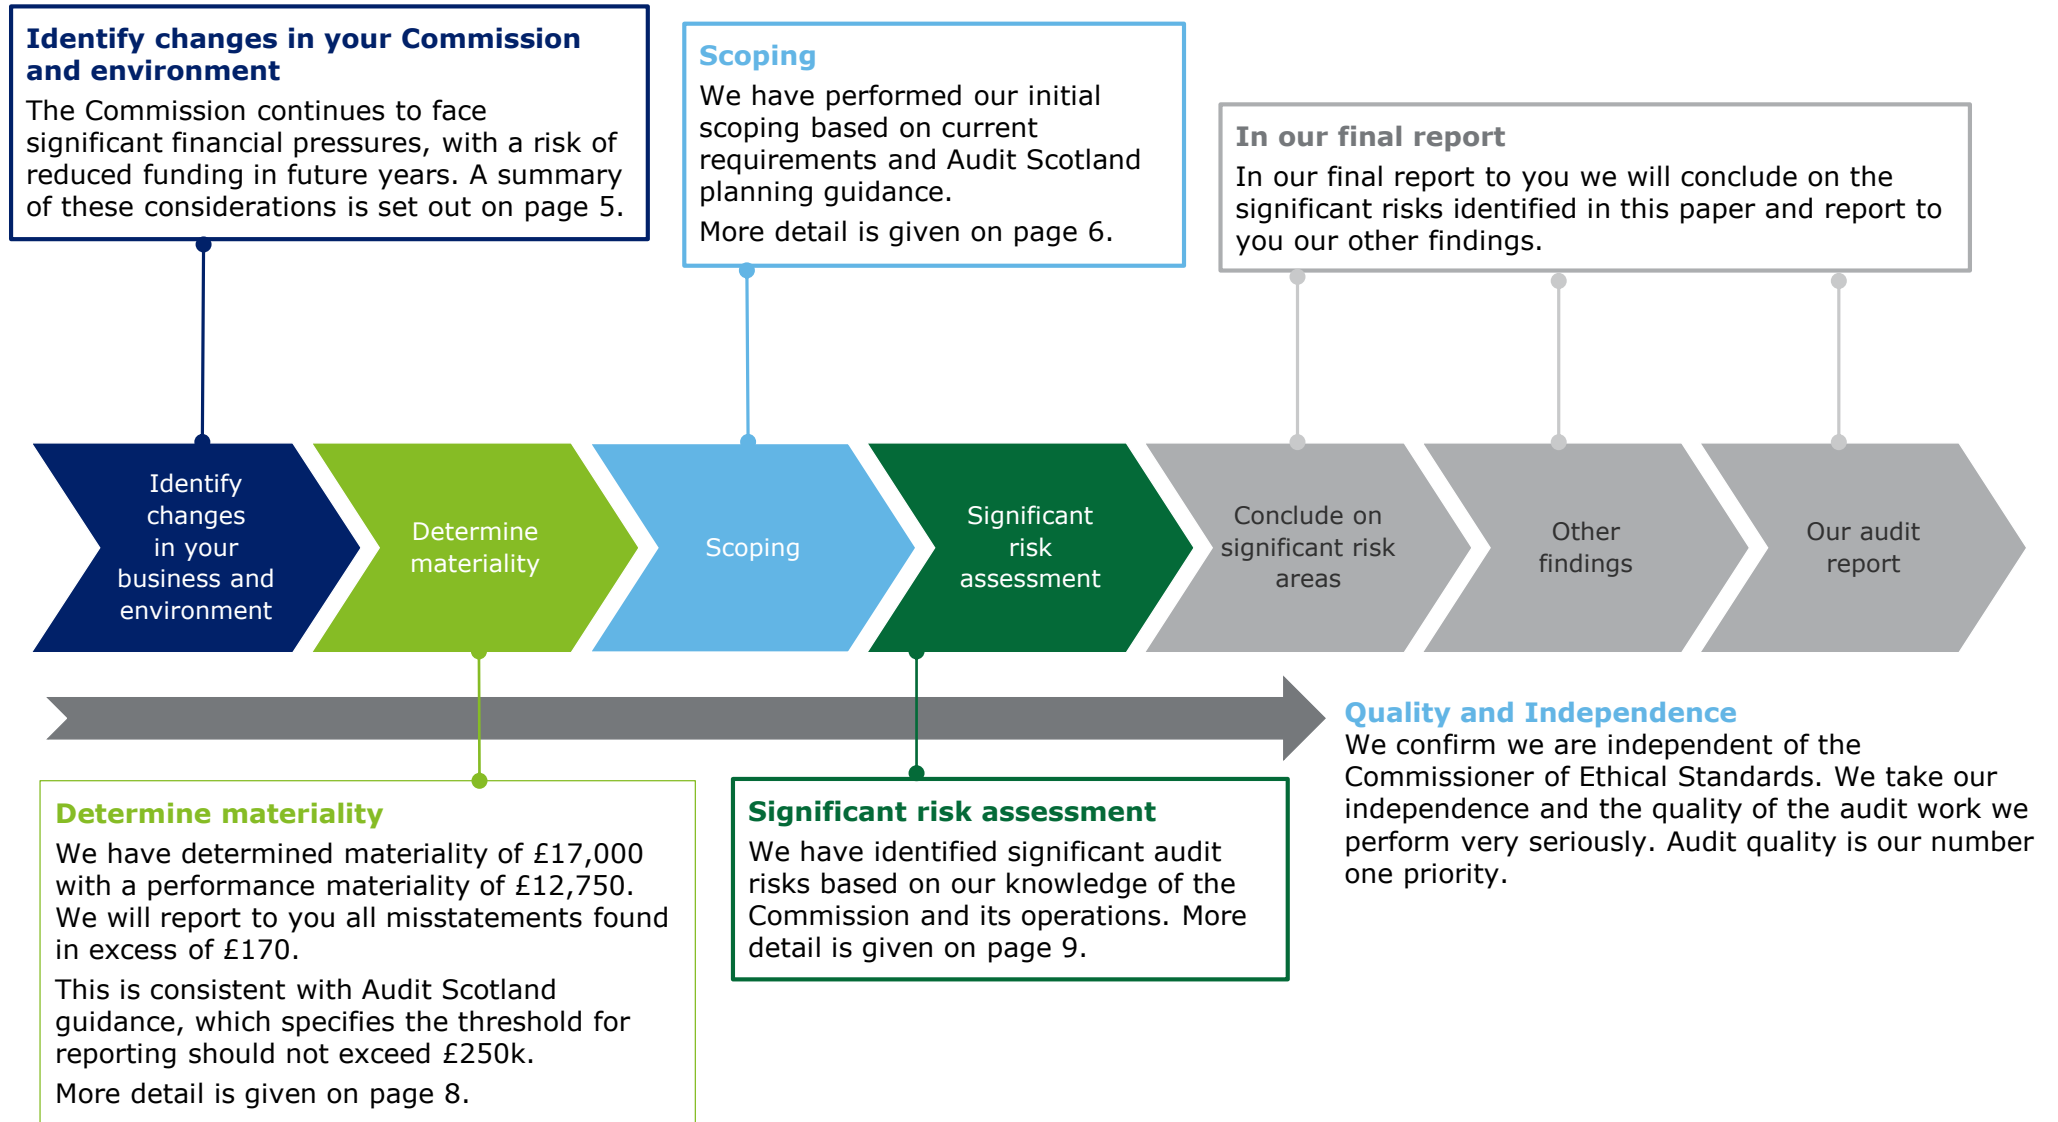 Identify changes in your Commission
and environment
The Commission continues to face
significant financial pressures, with a risk of
reduced funding in future years. A summary
of these considerations is set out on page 5.
Scoping
We have performed our initial
scoping based on current
requirements and Audit Scotland
planning guidance.
More detail is given on page 6.
In our final report
In our final report to you we will conclude on the
significant risks identified in this paper and report to
you our other findings.
Identify
changes
in your
business and
environment
Determine
materiality
Scoping
Significant
risk
assessment
Conclude on
significant risk
areas
Other
findings
Our audit
report
Determine materiality
We have determined materiality of £17,000
with a performance materiality of £12,750.
We will report to you all misstatements found
in excess of £170.
This is consistent with Audit Scotland
guidance, which specifies the threshold for
reporting should not exceed £250k.
More detail is given on page 8.
Significant risk assessment
We have identified significant audit
risks based on our knowledge of the
Commission and its operations. More
detail is given on page 9.
Quality and Independence
We confirm we are independent of the
Commissioner of Ethical Standards. We take our
independence and the quality of the audit work we
perform very seriously. Audit quality is our number
one priority.